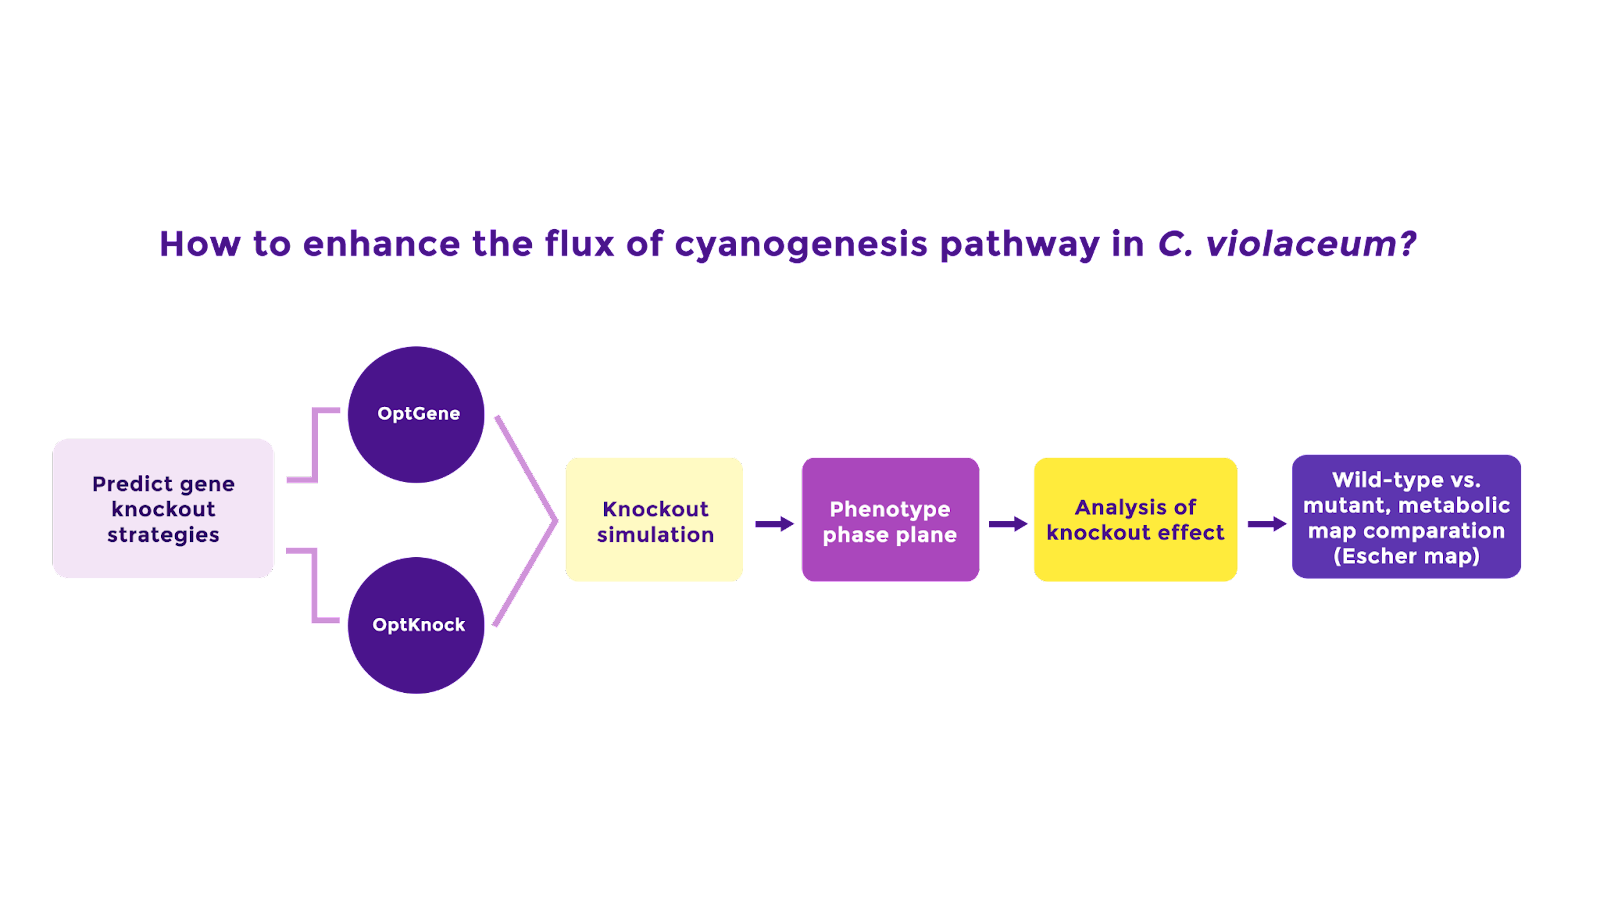 How to enhance the flux of cyanogenesis pathway in C. violaceum?
OptGene
Predict gene
knockout
strategies
OptKnock
Knockout
simulation
Phenotype
phase plane
Analysis of
knockout effect
Wild-type vs.
mutant, metabolic
map comparation
(Escher map)